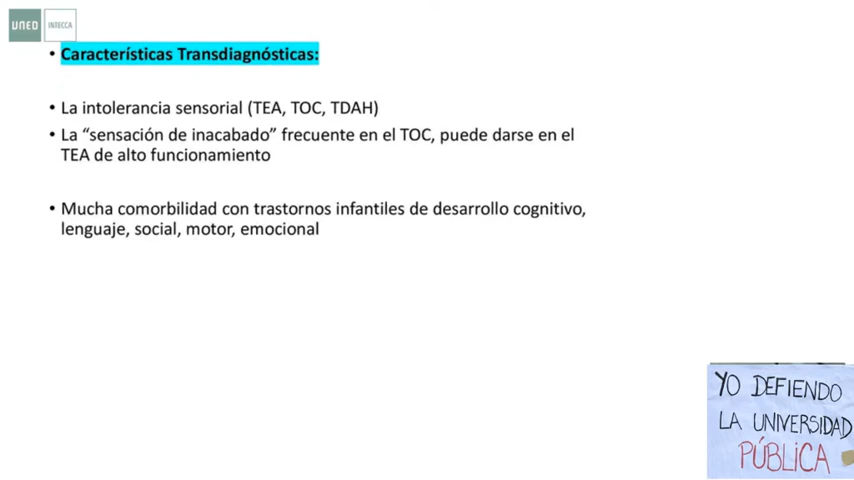 UNED
INTECCA
• Características Transdiagnósticas:
• La intolerancia sensorial (TEA, TOC, TDAH)
• La “sensación de inacabado” frecuente en el TOC, puede darse en el
TEA de alto funcionamiento
• Mucha comorbilidad con trastornos infantiles de desarrollo cognitivo,
lenguaje, social, motor, emocional
YO DEFIENDO
LA UNIVERSIDAD
PÚBLiCA